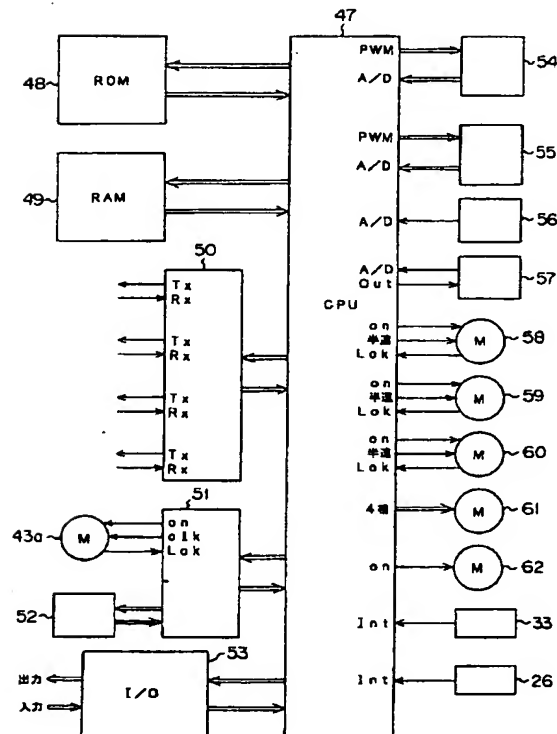 47
48
ROM
PWM
A/D
54
49
RAM
PWM
A/D
55
A/D
56
50
Tx
Rx
Tx
Rx
Tx
Rx
Tx
Rx
A/D
Out
57
CPU
on
半速
Lok
M
58
on
半速
Lok
M
59
on
半速
Lok
M
60
51
43a
M
on
clk
Lok
52
4相
M
61
on
M
62
53
出力
入力
I/O
Int
33
Int
26